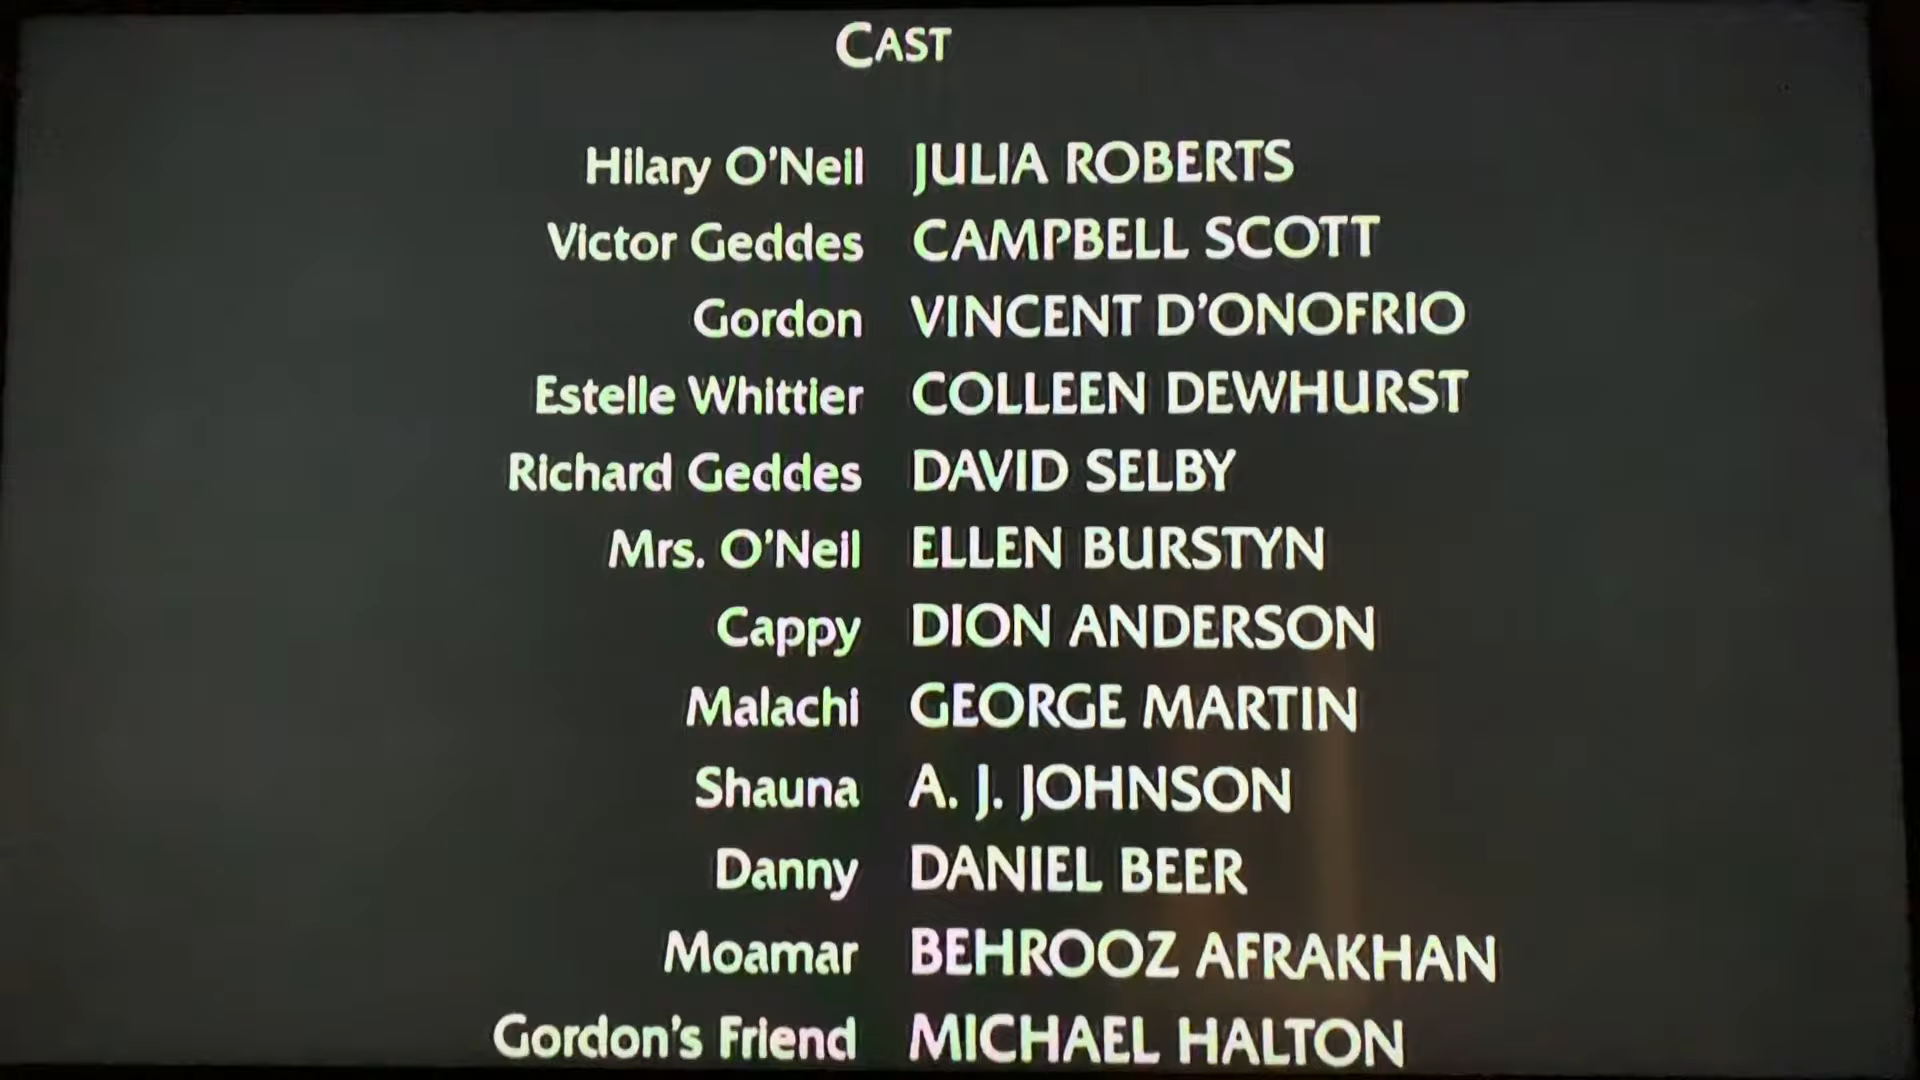 CAST
Hilary O'Neil JULIA ROBERTS
Victor Geddes CAMPBELL SCOTT
Gordon VINCENT D'ONOFRIO
Estelle Whittier COLLEEN DEWHURST
Richard Geddes DAVID SELBY
Mrs. O'Neil ELLEN BURSTYN
Cappy DION ANDERSON
Malachi GEORGE MARTIN
Shauna A. J. JOHNSON
Danny DANIEL BEER
Moamar BEHROOZ AFRAKHAN
Gordon's Friend MICHAEL HALTON